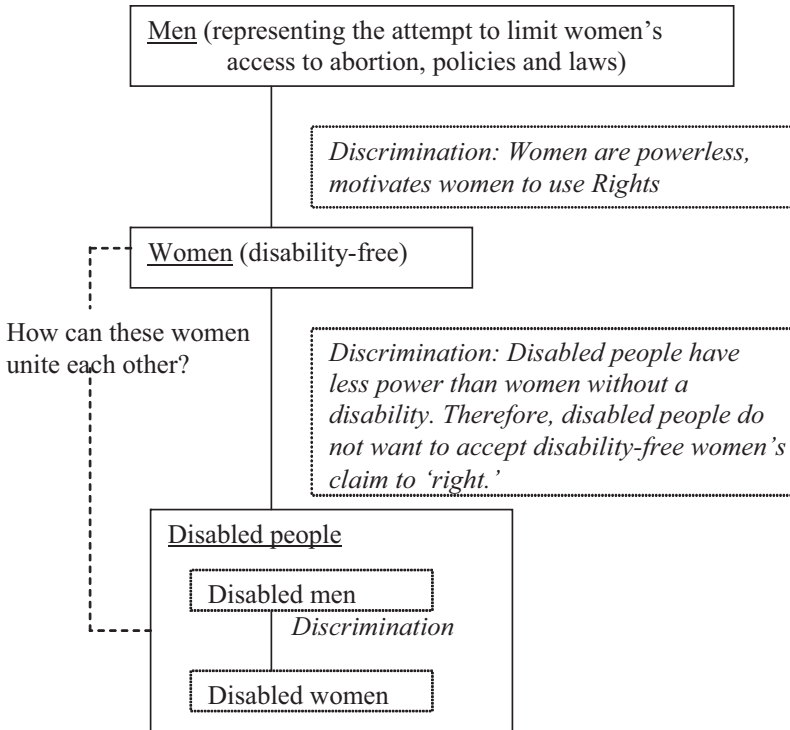 Men (representing the attempt to limit women’s
access to abortion, policies and laws)
Discrimination: Women are powerless,
motivates women to use Rights
Women (disability-free)
How can these women
unite each other?
Discrimination: Disabled people have
less power than women without a
disability. Therefore, disabled people do
not want to accept disability-free women’s
claim to ‘right.’
Disabled people
Disabled men
Discrimination
Disabled women